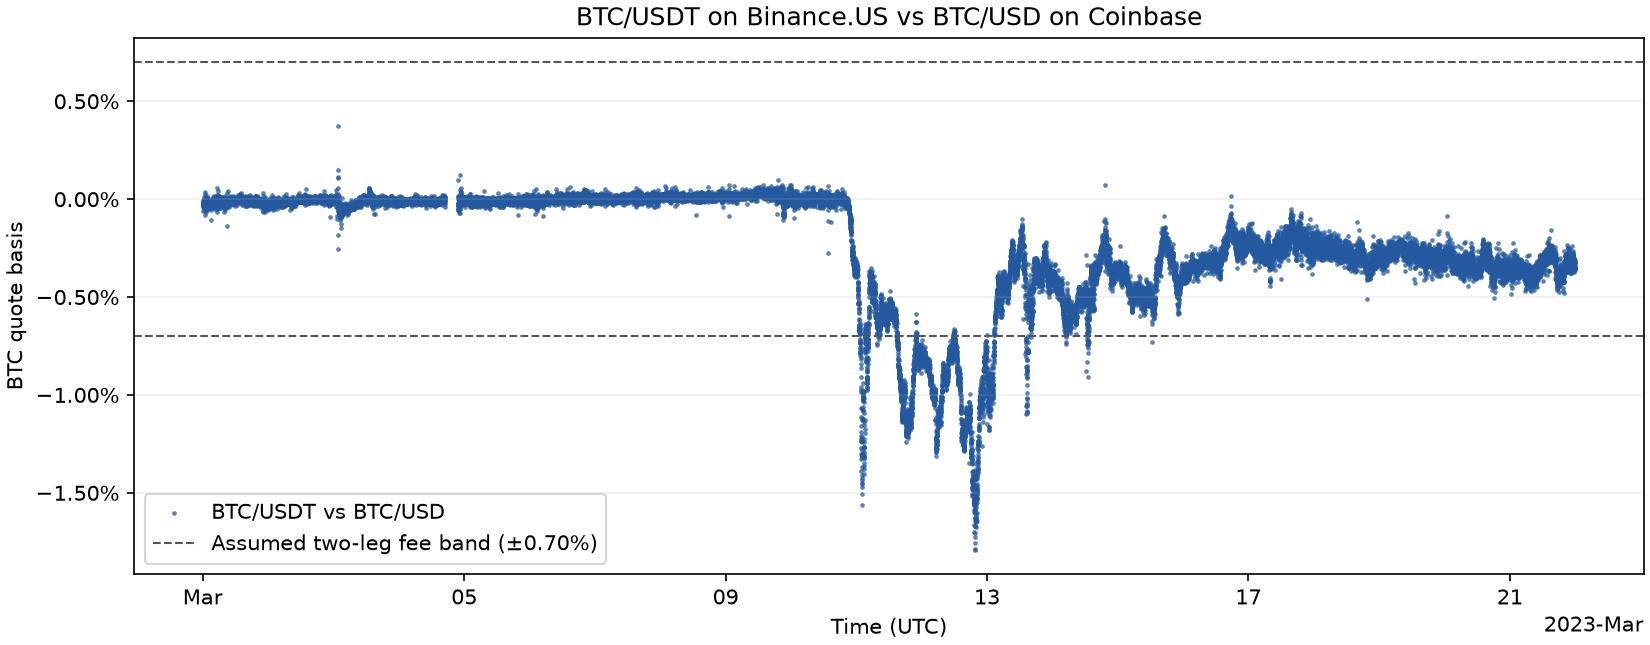 BTC/USDT on Binance.US vs BTC/USD on Coinbase
BTC quote basis
0.50%
0.00%
−0.50%
−1.00%
−1.50%
BTC/USDT vs BTC/USD
Assumed two-leg fee band (±0.70%)
Mar
05
09
13
17
21
Time (UTC)
2023-Mar